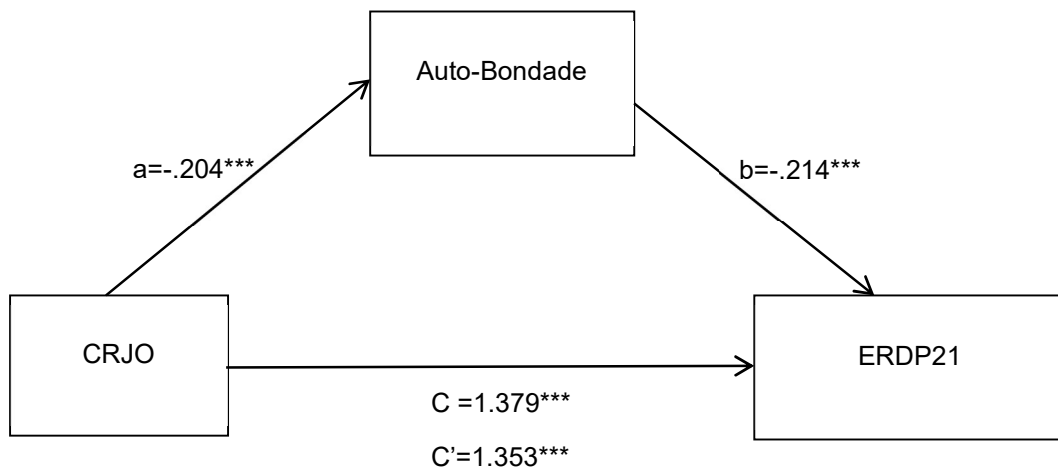 Auto-Bondade
a=-.204***
b=-.214***
CRJO
ERDP21
C =1.379***
C’=1.353***